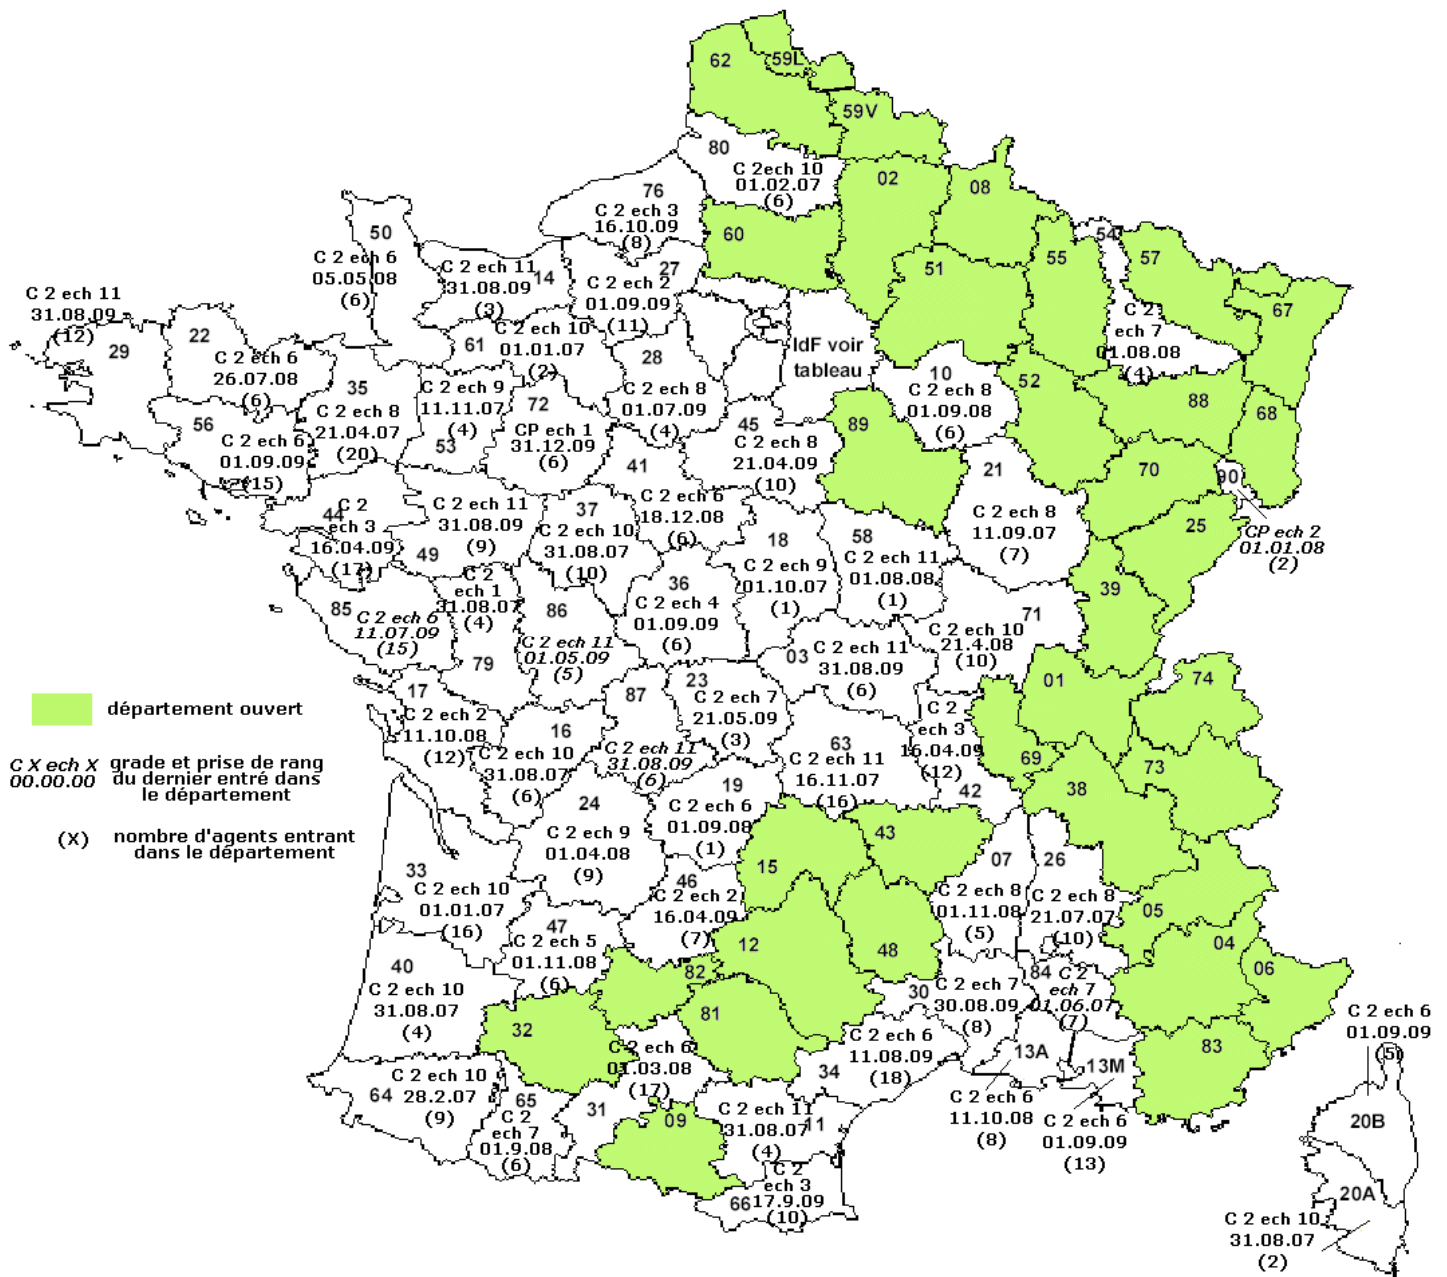 62
59L
59V
80
C 2ech 10
01.02.07
(6)
02
08
76
C 2 ech 3
16.10.09
(8)
60
50
C 2 ech 6
05.05.08
(6)
54
55
57
51
C 2 ech 11
31.08.09
(3)
14
27
C 2 ech 2
01.09.09
(11)
67
C 2 ech 11
31.08.09
(12)
29
22
C 2 ech 6
26.07.08
(6)
61
C 2 ech 10
01.01.07
(2)
28
C 2 ech 8
01.07.09
(4)
IdF voir
tableau
C 2
ech 7
01.08.08
(4)
10
C 2 ech 8
01.09.08
(6)
52
88
68
35
C 2 ech 8
21.04.07
(20)
C 2 ech 9
11.11.07
(4)
53
72
CP ech 1
31.12.09
(6)
56
C 2 ech 6
01.09.09
(15)
45
C 2 ech 8
21.04.09
(10)
89
41
C 2 ech 6
18.12.08
(6)
21
C 2 ech 8
11.09.07
(7)
70
90
CP ech 2
01.01.08
(2)
25
44
C 2
ech 3
16.04.09
(17)
C 2 ech 11
31.08.09
(9)
49
37
C 2 ech 10
31.08.07
(10)
18
C 2 ech 9
01.10.07
(1)
58
C 2 ech 11
01.08.08
(1)
39
36
C 2 ech 4
01.09.09
(6)
85
C 2 ech 6
11.07.09
(15)
C 2
ech 1
31.08.07
(4)
79
86
C 2 ech 11
01.05.09
(5)
71
C 2 ech 10
21.4.08
(10)
03
C 2 ech 11
31.08.09
(6)
01
74
17
C 2 ech 2
11.10.08
(12)
87
C 2 ech 11
31.08.09
(6)
23
C 2 ech 7
21.05.09
(3)
département ouvert
16
C 2 ech 10
31.08.07
(6)
63
C 2 ech 11
16.11.07
(16)
C 2
ech 3
16.04.09
(12)
42
69
73
38
C X ech X
00.00.00
grade et prise de rang
du dernier entré dans
le département
(X)
nombre d'agents entrant
dans le département
24
C 2 ech 9
01.04.08
(9)
19
C 2 ech 6
01.09.08
(1)
43
15
07
C 2 ech 8
01.11.08
(5)
26
C 2 ech 8
21.07.07
(10)
33
C 2 ech 10
01.01.07
(16)
46
C 2 ech 2
16.04.09
(7)
05
47
C 2 ech 5
01.11.08
(6)
12
48
04
06
40
C 2 ech 10
31.08.07
(4)
82
30
C 2 ech 7
30.08.09
(8)
84
C 2
ech 7
01.06.07
(7)
32
81
83
C 2 ech 6
01.09.09
(5)
20B
C 2 ech 6
01.03.08
(17)
31
34
C 2 ech 6
11.08.09
(18)
13A
C 2 ech 6
11.10.08
(8)
13M
C 2 ech 6
01.09.09
(13)
64
C 2 ech 10
28.2.07
(9)
65
C 2
ech 7
01.9.08
(6)
09
C 2 ech 11
31.08.07
(4)
11
C 2
ech 3
17.9.09
(10)
66
20A
C 2 ech 10
31.08.07
(2)